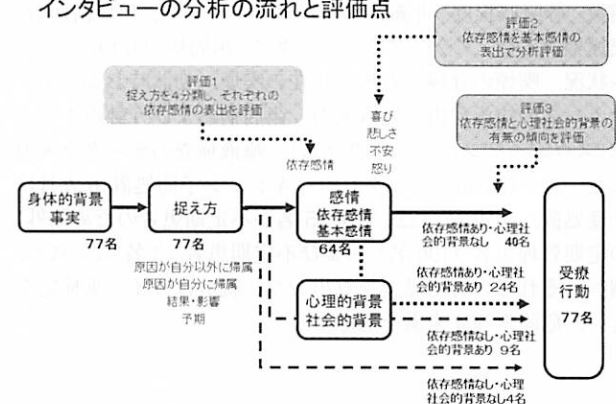 インタビューの分析の流れと評価点
評価2
依存感情を基本感情の
表出で分析評価
評価1
捉え方を4分類し、それぞれの
依存感情の表出を評価
喜び
悲しさ
不安
怒り
評価3
依存感情と心理社会的背景の
有無の傾向を評価
依存感情
身体的背景
事実
77名
捉え方
77名
原因が自分以外に帰属
原因が自分に帰属
結果・影響
予期
感情
依存感情
基本感情
64名
心理的背景
社会的背景
依存感情あり・心理社
会的背景なし 40名
依存感情あり・心理社
会的背景あり 24名
依存感情なし・心理社
会的背景あり 9名
依存感情なし・心理
社会的背景なし4名
受療
行動
77名